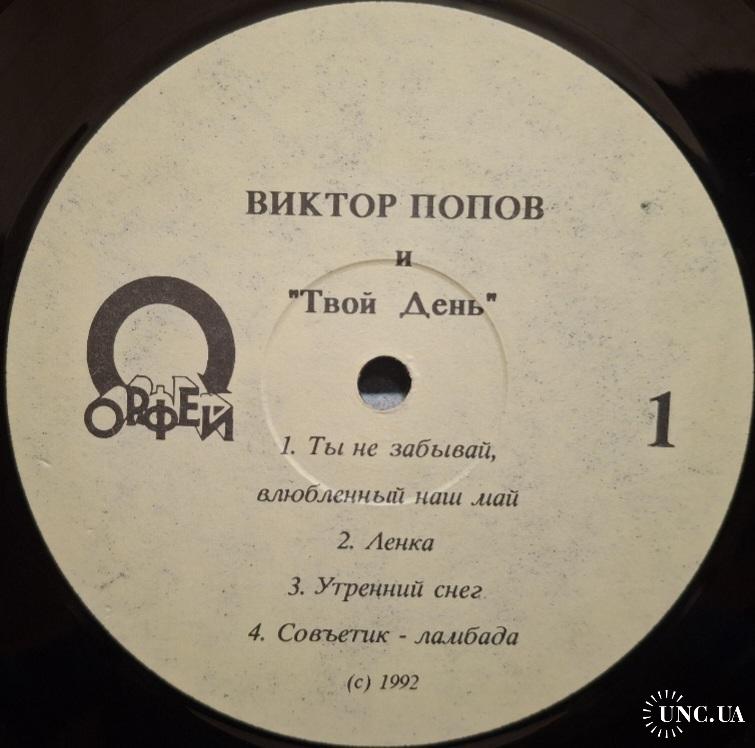 ВИКТОР ПОПОВ
и
"Твой День"
ОРФЕЙ
1
1. Ты не забывай,
влюбленный наш май
2. Ленка
3. Утренний снег
4. Совъетик - ламбада
(с) 1992
UNC.UA